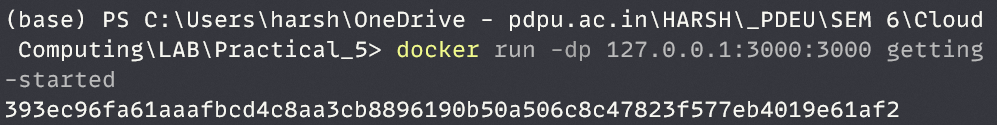 (base) PS C:\Users\harsh\OneDrive - pdpu.ac.in\HARSH\_PDEU\SEM 6\Cloud
Computing\LAB\Practical_5> docker run -dp 127.0.0.1:3000:3000 getting
-started
393ec96fa61aaafbcd4c8aa3cb8896190b50a506c8c47823f577eb4019e61af2